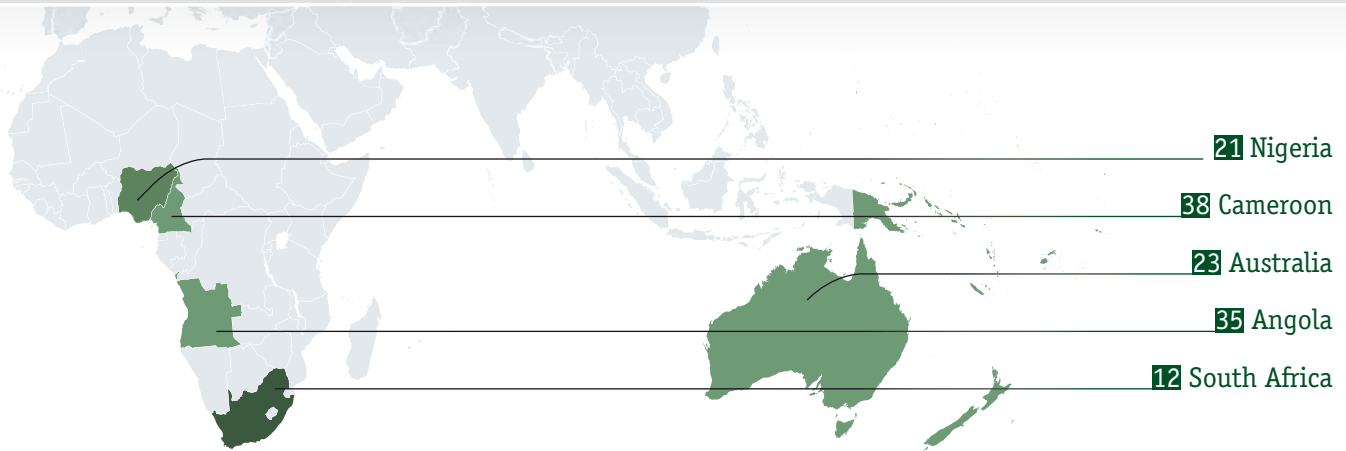 21 Nigeria
38 Cameroon
23 Australia
35 Angola
12 South Africa